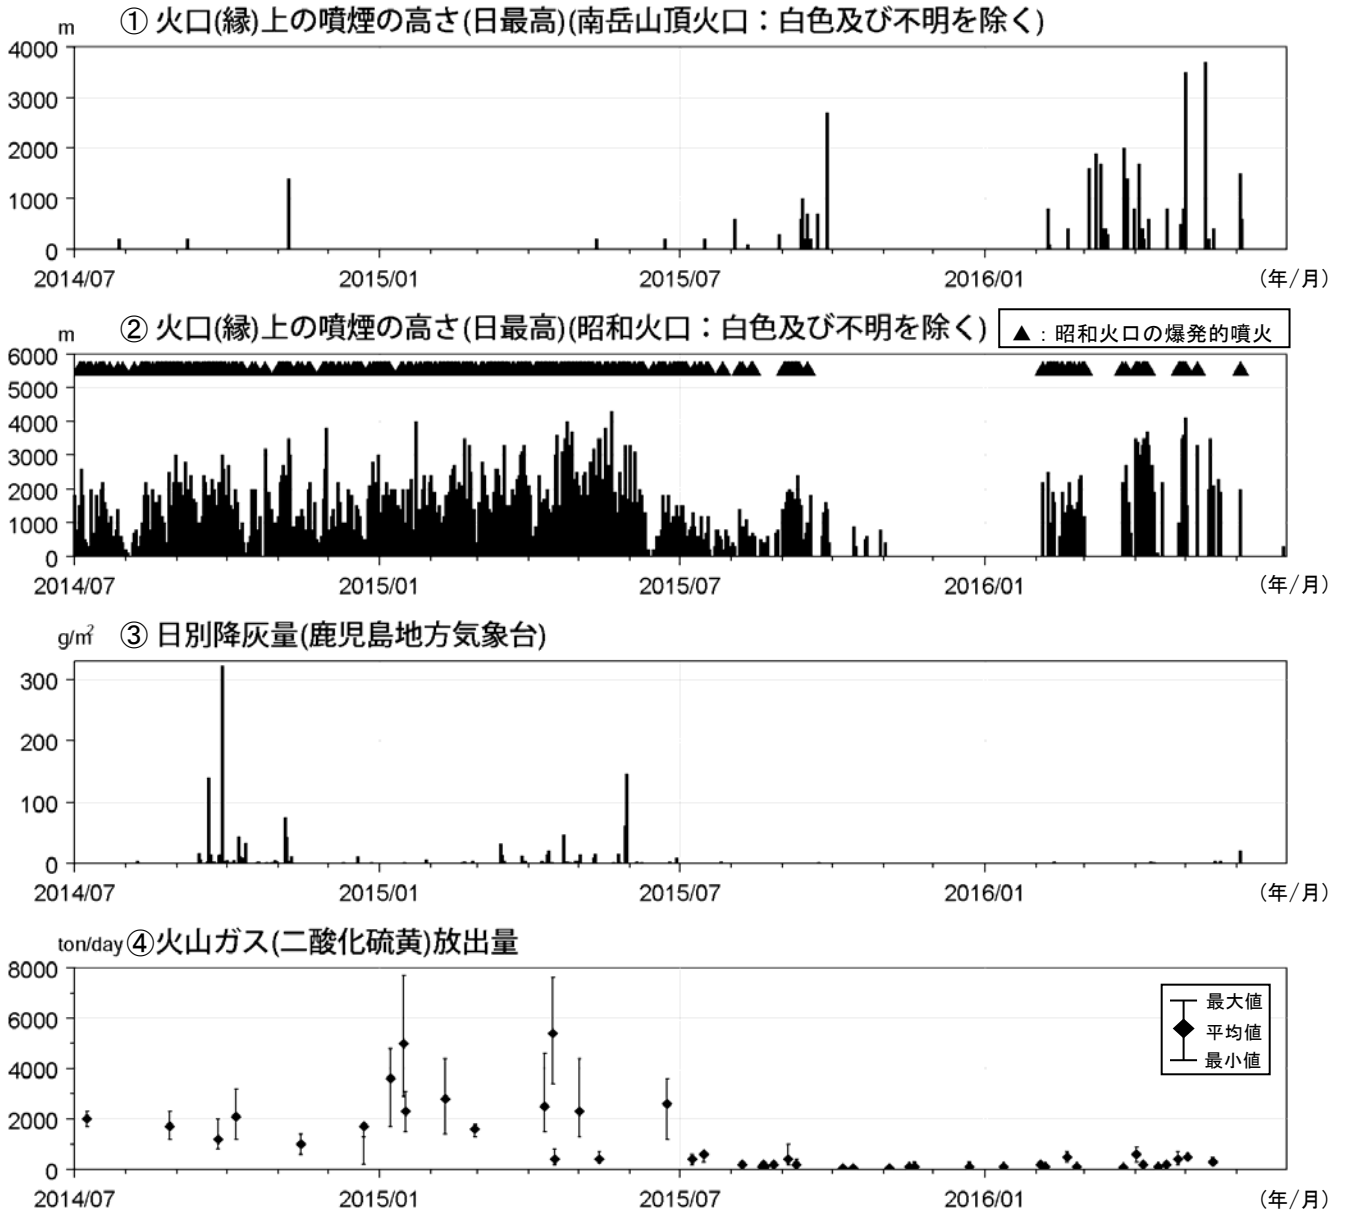 m ① 火口(縁)上の噴煙の高さ(日最高)(南岳山頂火口：白色及び不明を除く)
4000
3000
2000
1000
0
2014/07 2015/01 2015/07 2016/01 (年/月)
m ② 火口(縁)上の噴煙の高さ(日最高)(昭和火口：白色及び不明を除く)
▲：昭和火口の爆発的噴火
6000
5000
4000
3000
2000
1000
0
2014/07 2015/01 2015/07 2016/01 (年/月)
g/m² ③ 日別降灰量(鹿児島地方気象台)
300
200
100
0
2014/07 2015/01 2015/07 2016/01 (年/月)
ton/day ④火山ガス(二酸化硫黄)放出量
8000
6000
4000
2000
0
最大値
平均値
最小値
2014/07 2015/01 2015/07 2016/01 (年/月)